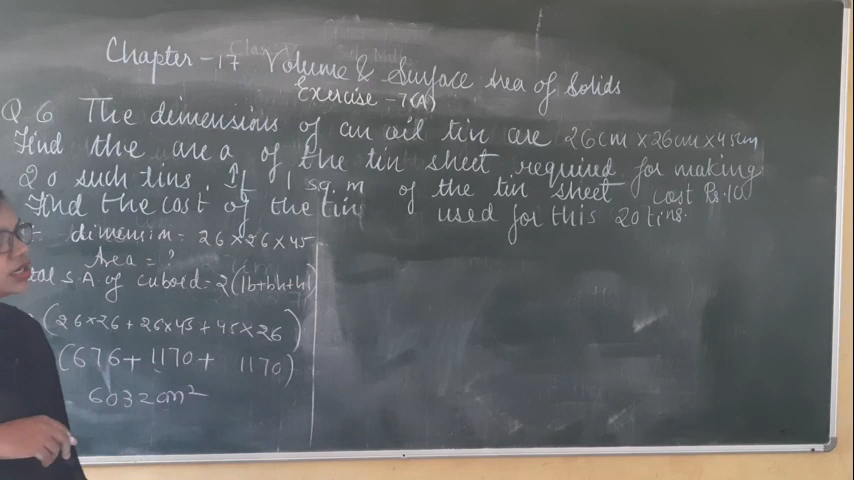 Chapter -17 Volume & Surface Area of Solids
Exercise -7(A)
Q 6 The dimensions of an oil tin are 26cm x 26cm x 45cm
Find the area of the tin sheet required for making
20 such tins. If 1 sq.m of the tin sheet cost Rs.10
Find the cost of the tin used for this 20 tins.
dimension = 26 x 26 x 45
Area = ?
tal S A of cuboid = 2(lb+bh+hl)
(26x26 + 26x45 + 45x26)
(676 + 1170 + 1170)
6032 cm²